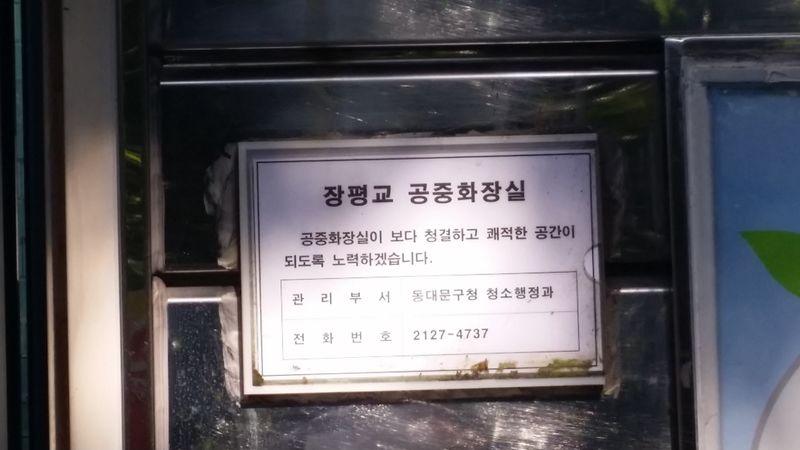 장평교 공중화장실
공중화장실이 보다 청결하고 쾌적한 공간이
되도록 노력하겠습니다.
관 리 부 서 동대문구청 청소행정과
전 화 번 호 2127-4737